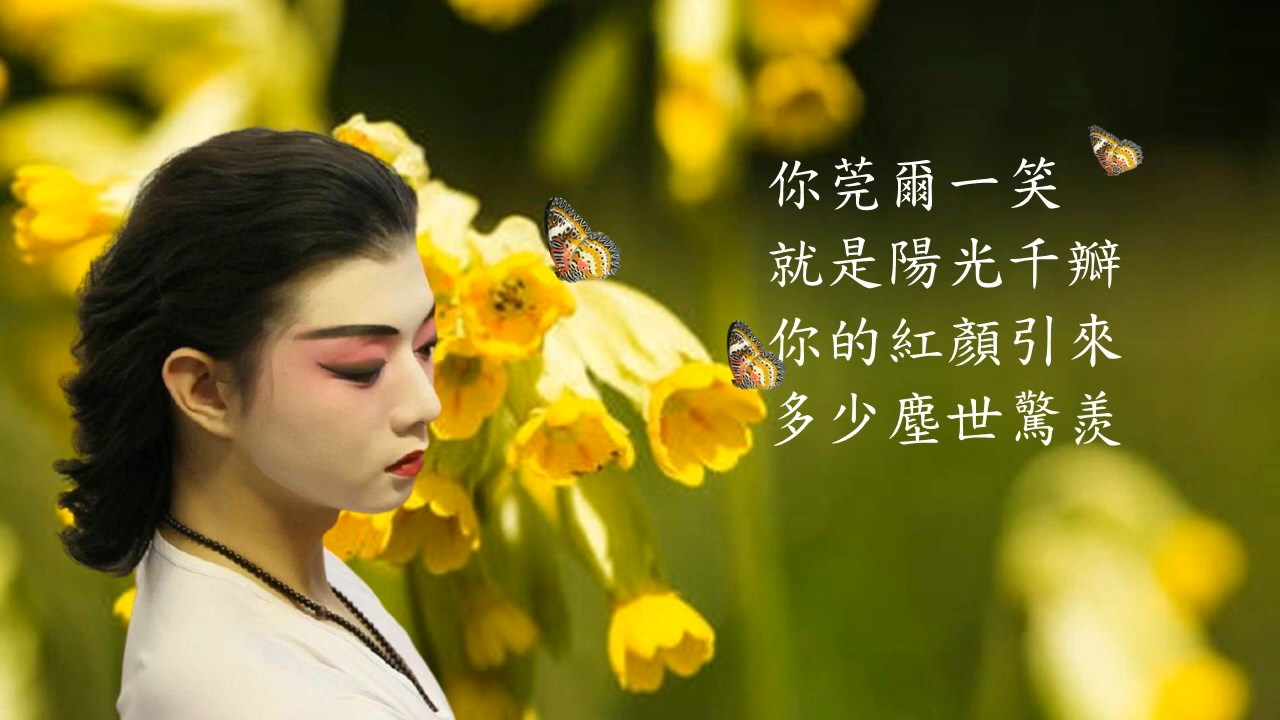 你莞爾一笑
就是陽光千瓣
你的紅顏引來
多少塵世驚羨